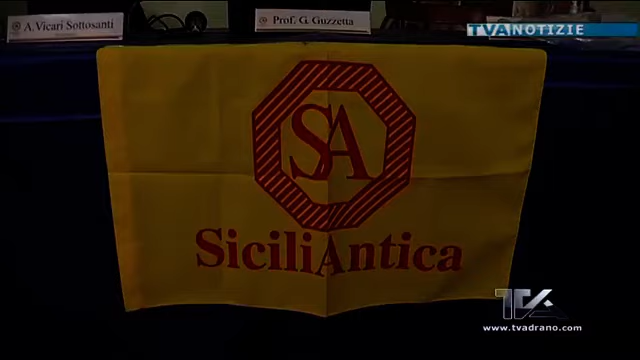 A. Vicari Sottosanti
Prof. G. Guzzetta
TVANOTIZIE
SA
SiciliAntica
TVA
www.tvadrano.com